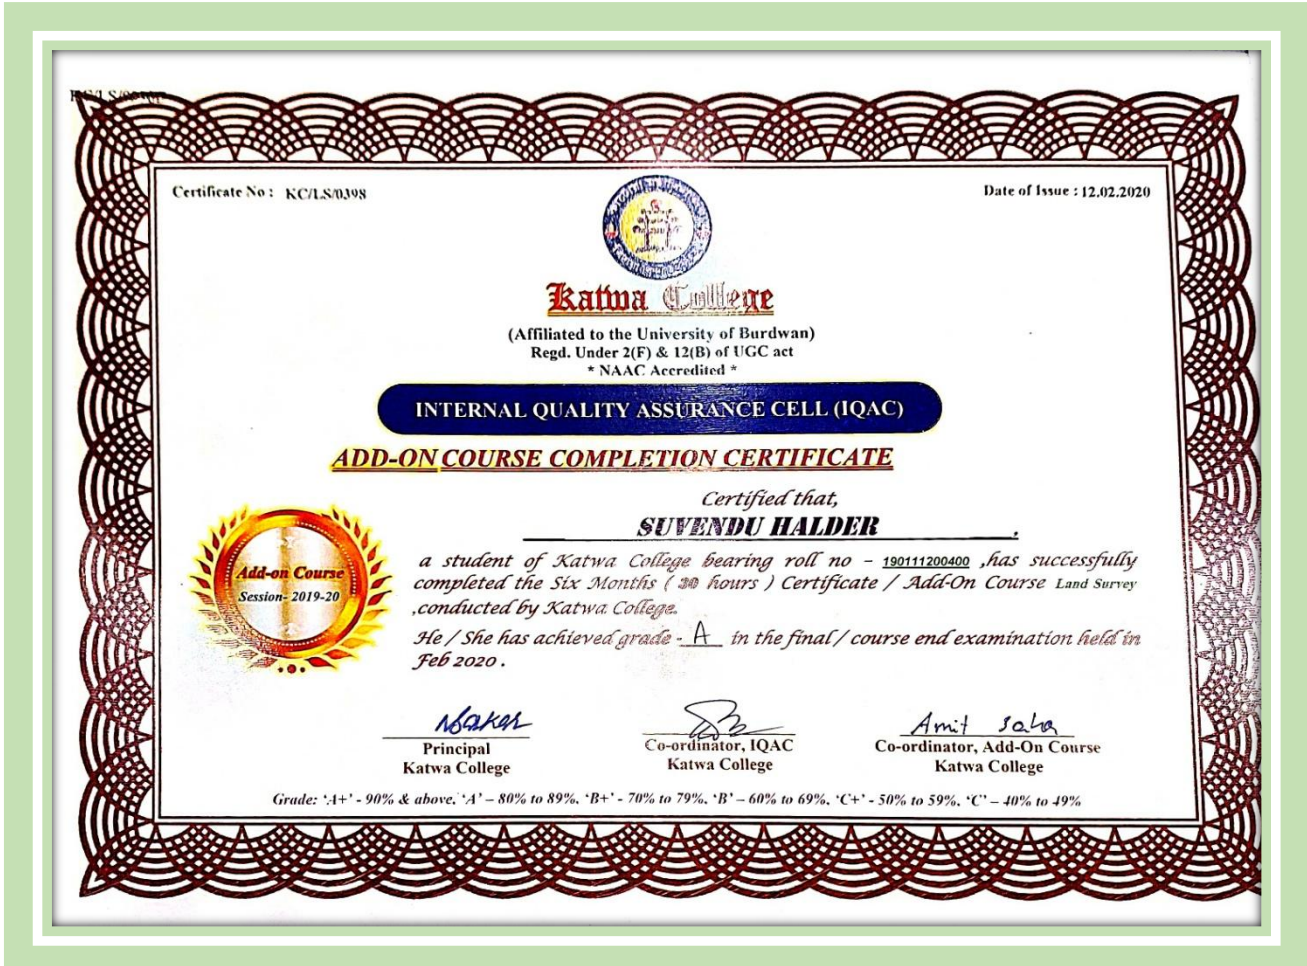 Certificate No : KC/LS/0398
Date of Issue : 12.02.2020
Katwa College
(Affiliated to the University of Burdwan)
Regd. Under 2(F) & 12(B) of UGC act
* NAAC Accredited *
INTERNAL QUALITY ASSURANCE CELL (IQAC)
ADD-ON COURSE COMPLETION CERTIFICATE
Certified that,
SUVENDU HALDER ,
Add-on Course
Session- 2019-20
a student of Katwa College bearing roll no – 190111200400 ,has successfully
completed the Six Months ( 30 hours ) Certificate / Add-On Course Land Survey
,conducted by Katwa College.
He / She has achieved grade - A in the final / course end examination held in
Feb 2020 .
Principal
Katwa College
Co-ordinator, IQAC
Katwa College
Amit Saha
Co-ordinator, Add-On Course
Katwa College
Grade: 'A+' - 90% & above, 'A' – 80% to 89%, 'B+' - 70% to 79%, 'B' – 60% to 69%, 'C+' - 50% to 59%, 'C' – 40% to 49%